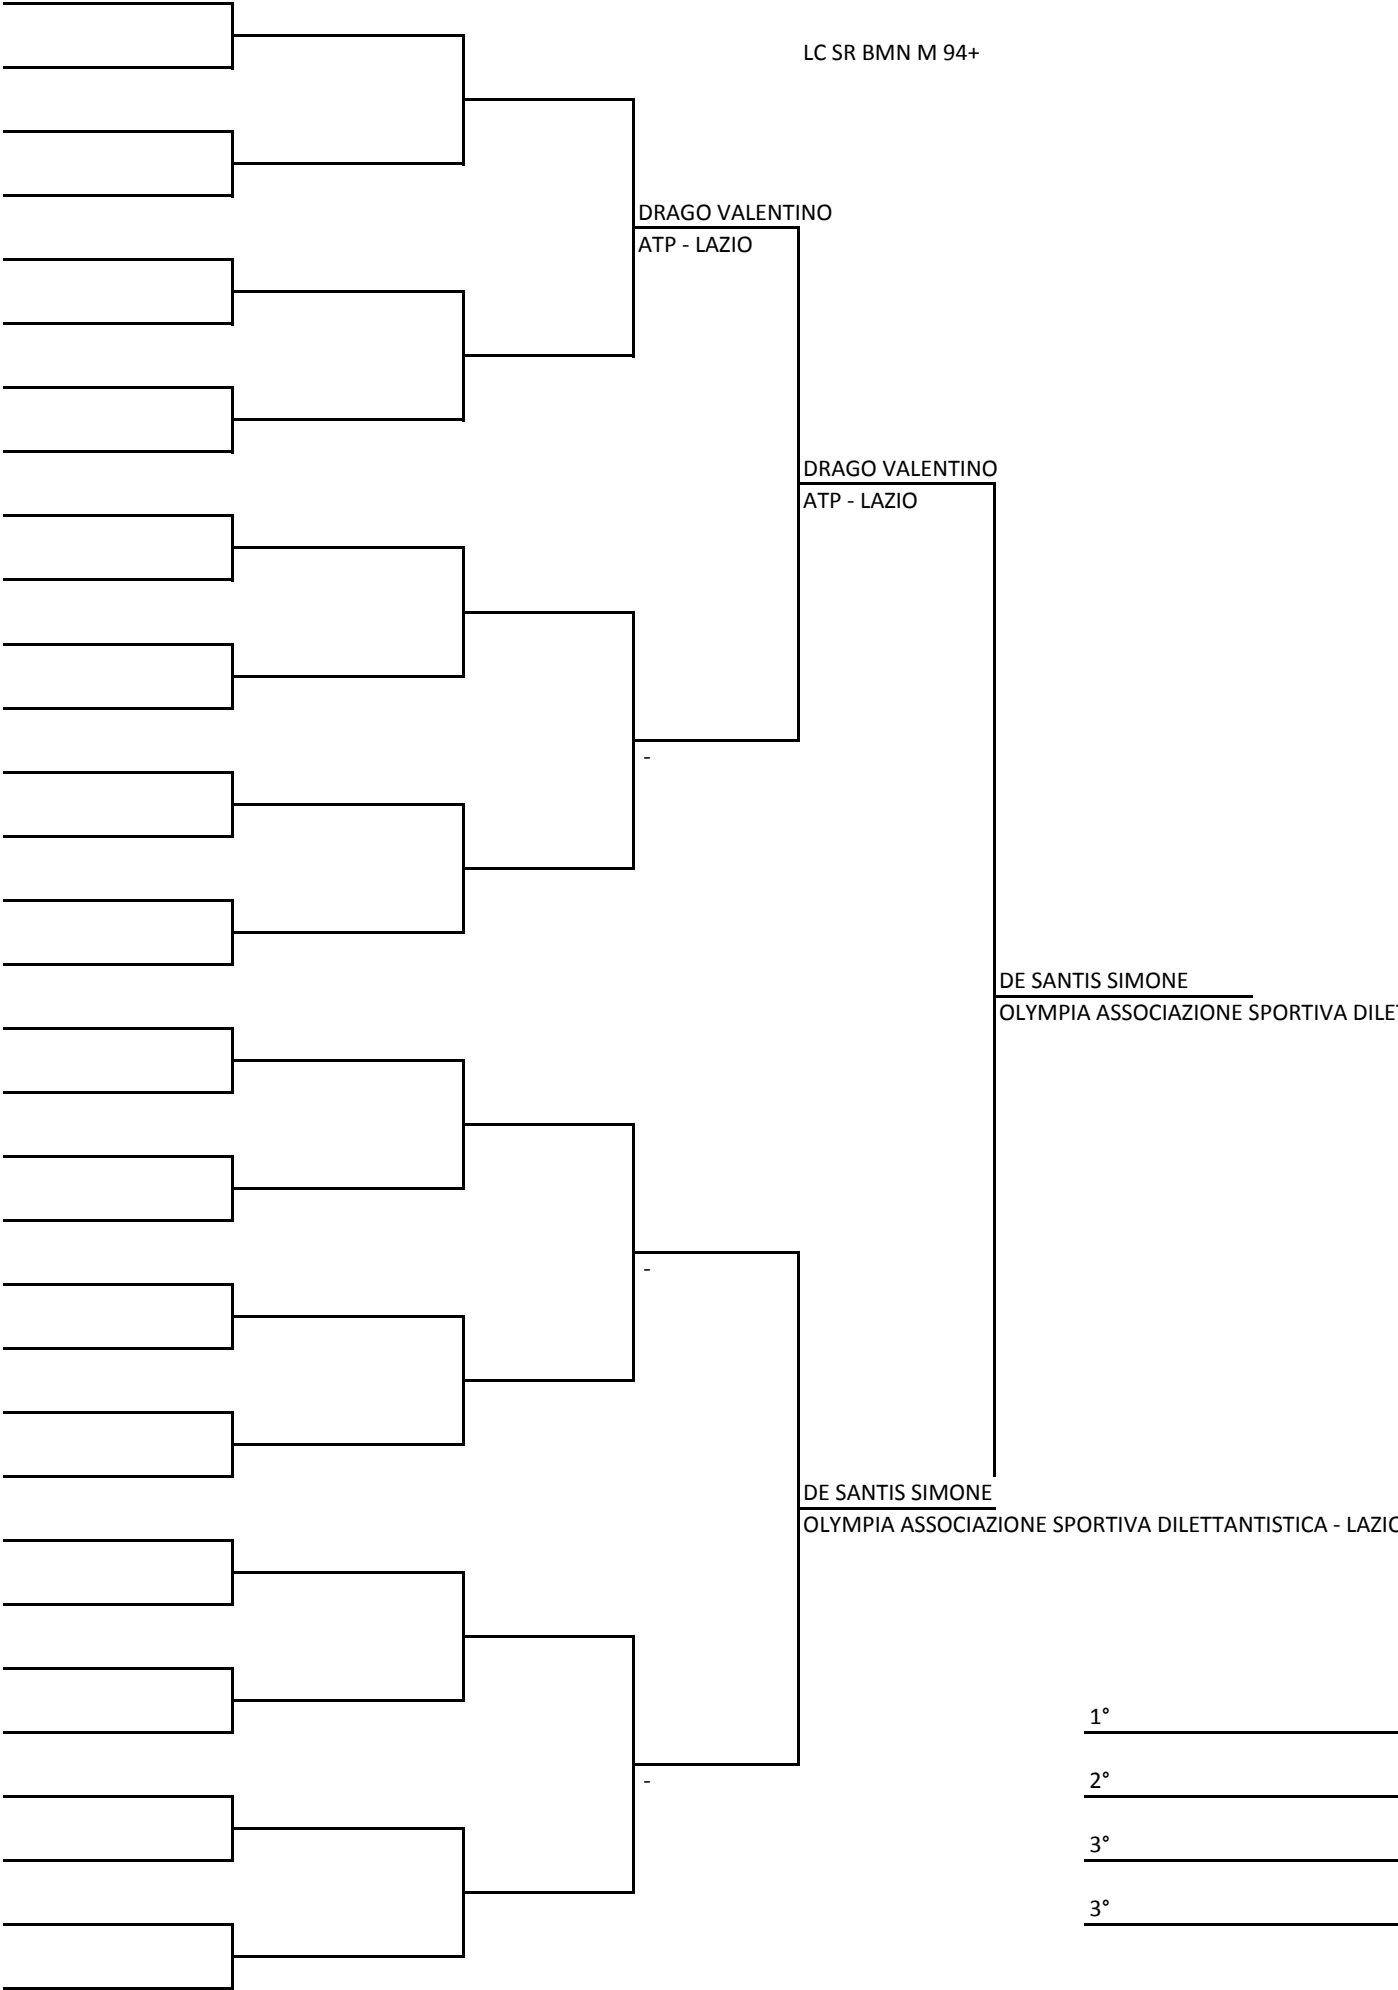 LC SR BMN M 94+
DRAGO VALENTINO
ATP - LAZIO
DRAGO VALENTINO
ATP - LAZIO
-
DE SANTIS SIMONE
OLYMPIA ASSOCIAZIONE SPORTIVA DILE
-
DE SANTIS SIMONE
OLYMPIA ASSOCIAZIONE SPORTIVA DILETTANTISTICA - LAZIO
1°
-
2°
3°
3°